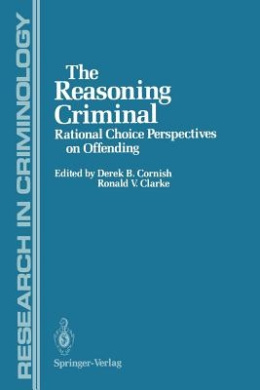 RESEARCH IN CRIMINOLOGY
The
Reasoning
Criminal
Rational Choice Perspectives
on Offending
Edited by Derek B. Cornish
Ronald V. Clarke
Springer-Verlag